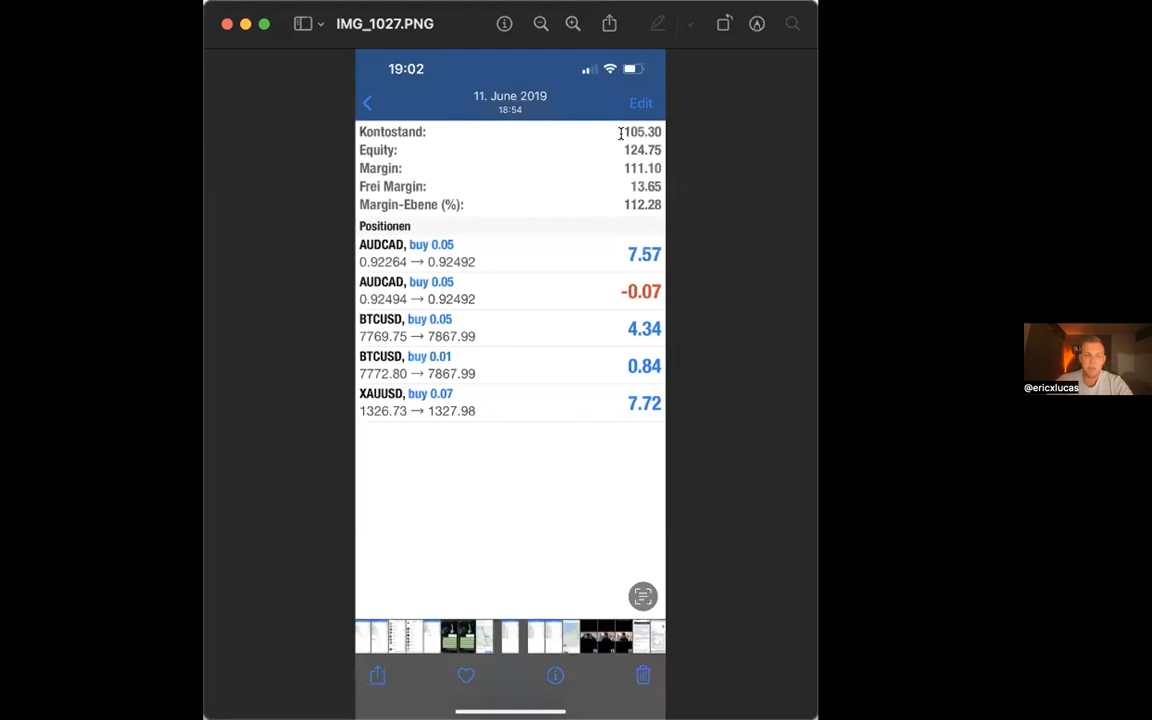 IMG_1027.PNG
19:02
11. June 2019
18:54
Edit
Kontostand: 105.30
Equity: 124.75
Margin: 111.10
Frei Margin: 13.65
Margin-Ebene (%): 112.28
Positionen
AUDCAD, buy 0.05
0.92264 → 0.92492 7.57
AUDCAD, buy 0.05
0.92494 → 0.92492 -0.07
BTCUSD, buy 0.05
7769.75 → 7867.99 4.34
BTCUSD, buy 0.01
7772.80 → 7867.99 0.84
XAUUSD, buy 0.07
1326.73 → 1327.98 7.72
@ericxlucas